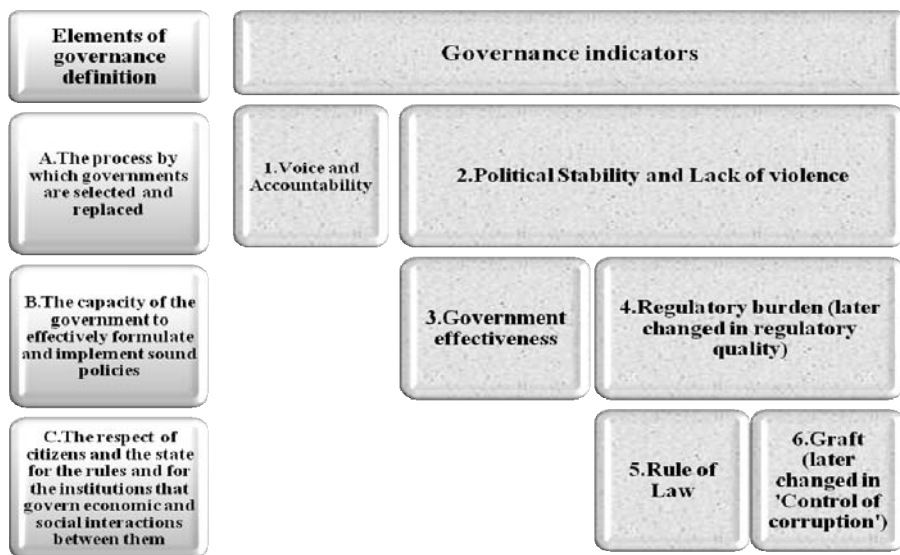 Elements of
governance
definition
Governance indicators
A.The process by
which governments
are selected and
replaced
1.Voice and
Accountability
2.Political Stability and Lack of violence
B.The capacity of the
government to
effectively formulate
and implement sound
policies
3.Government
effectiveness
4.Regulatory burden (later
changed in regulatory
quality)
C.The respect of
citizens and the state
for the rules and for
the institutions that
govern economic and
social interactions
between them
5.Rule of
Law
6.Graft
(later
changed in
'Control of
corruption')